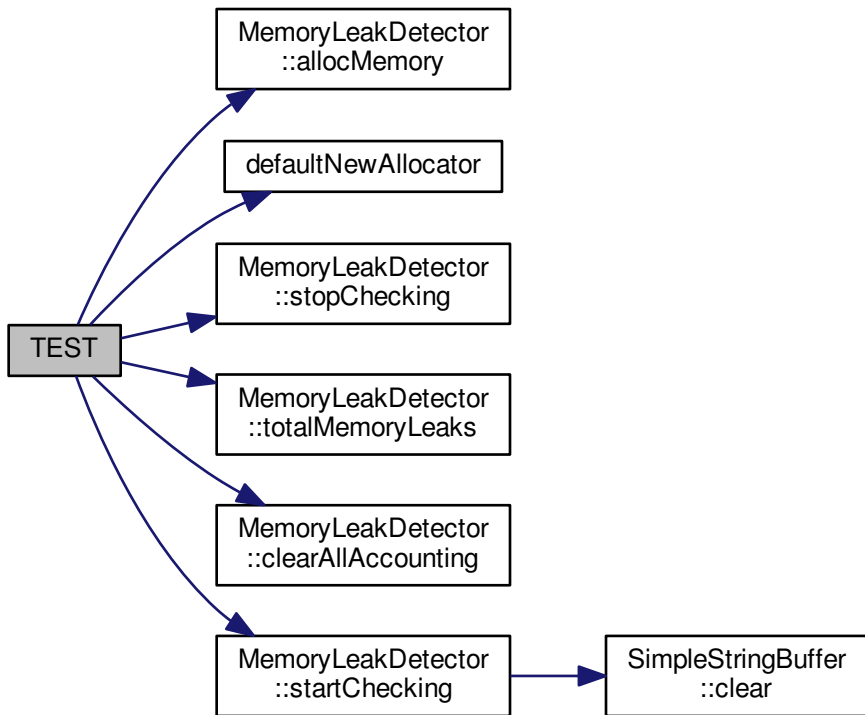 MemoryLeakDetector
::allocMemory
defaultNewAllocator
MemoryLeakDetector
::stopChecking
TEST
MemoryLeakDetector
::totalMemoryLeaks
MemoryLeakDetector
::clearAllAccounting
MemoryLeakDetector
::startChecking
SimpleStringBuffer
::clear